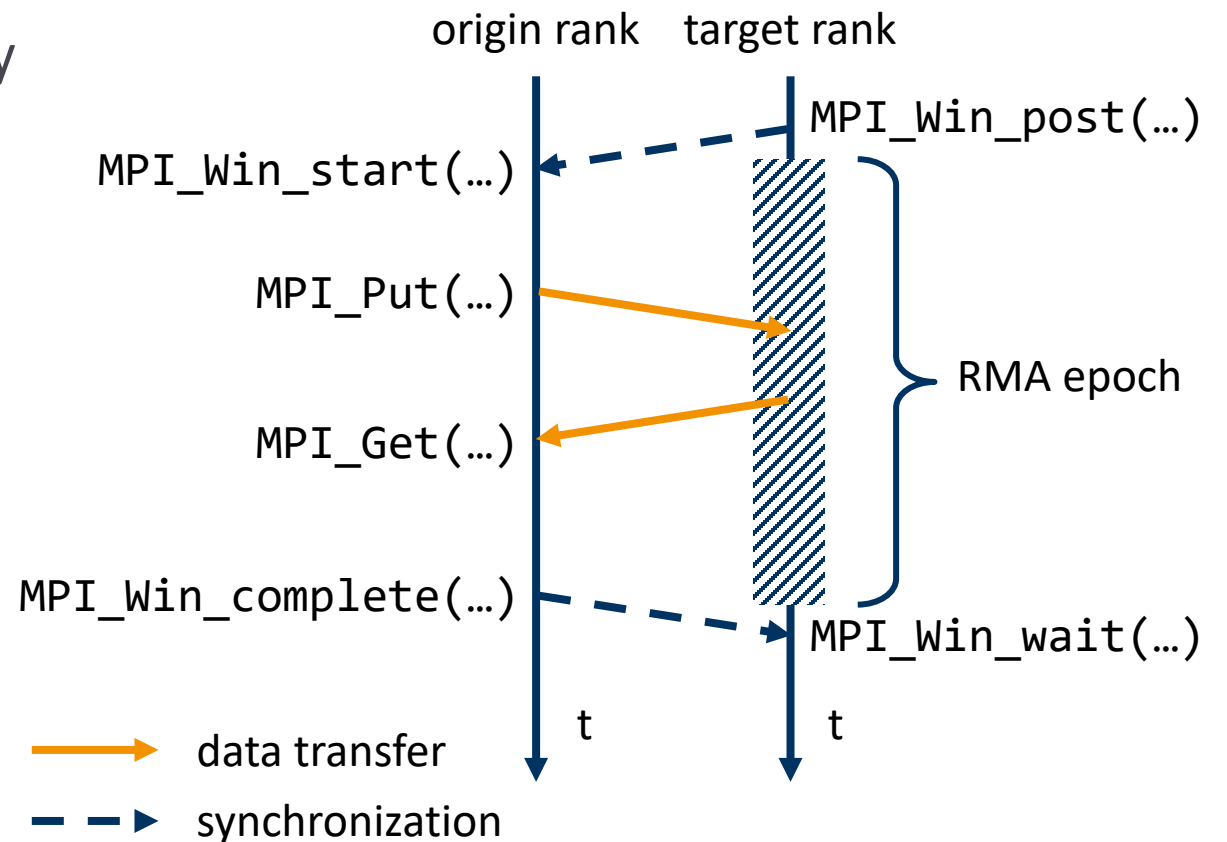 origin rank target rank
y
MPI_Win_post(…)
MPI_Win_start(…)
MPI_Put(…)
RMA epoch
MPI_Get(…)
MPI_Win_complete(…)
MPI_Win_wait(…)
t t
data transfer
synchronization